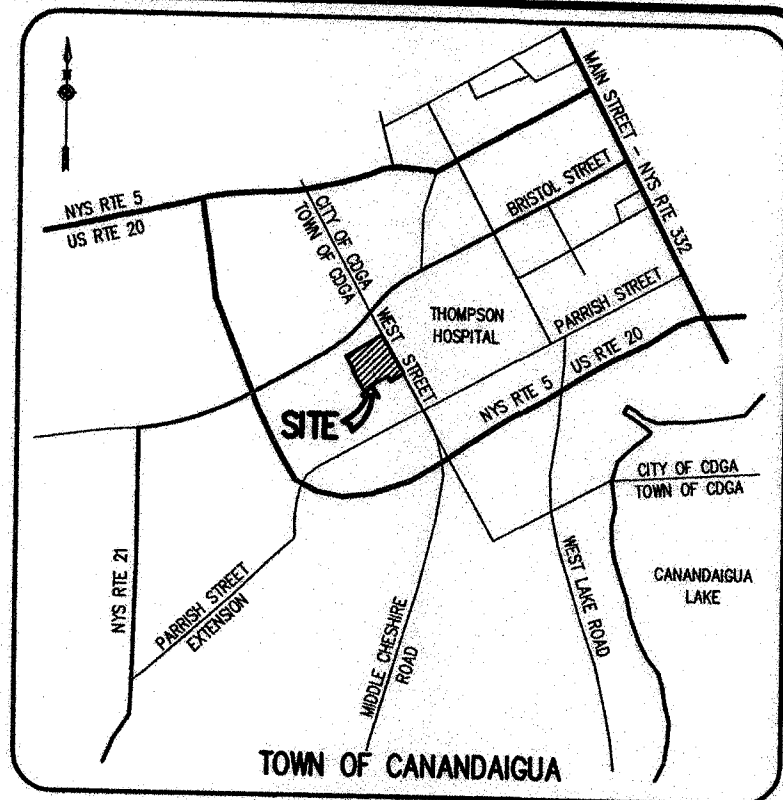 MAIN STREET - NYS RTE 332
NYS RTE 5
US RTE 20
CITY OF CDGA
TOWN OF CDGA
BRISTOL STREET
WEST STREET
THOMPSON
HOSPITAL
PARRISH STREET
NYS RTE 5 US RTE 20
SITE
CITY OF CDGA
TOWN OF CDGA
NYS RTE 21
PARRISH STREET
EXTENSION
MIDDLE CHESHIRE
ROAD
WEST LAKE ROAD
CANANDAIGUA
LAKE
TOWN OF CANANDAIGUA